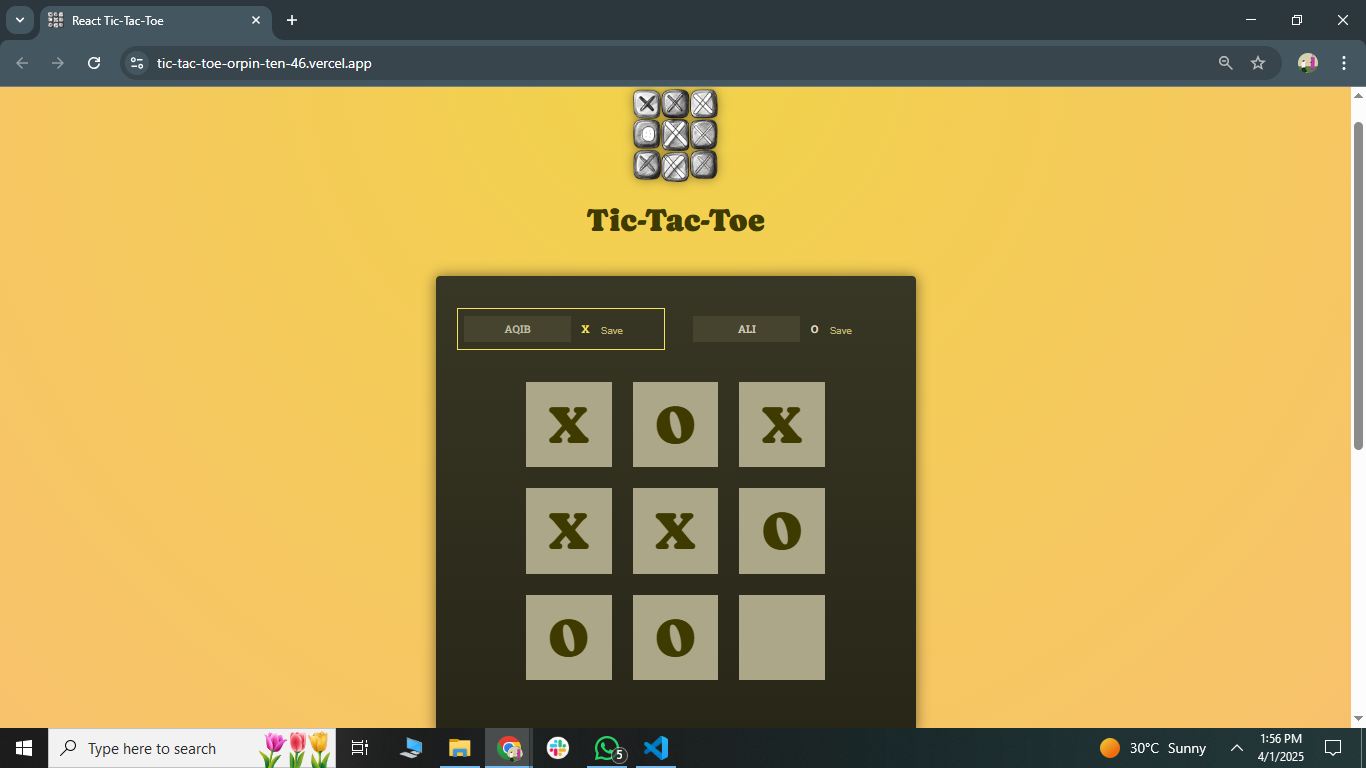 React Tic-Tac-Toe
tic-tac-toe-orpin-ten-46.vercel.app
Tic-Tac-Toe
AQIB X Save ALI O Save
X O X
X X O
O O
Type here to search
5
30°C Sunny
1:56 PM
4/1/2025